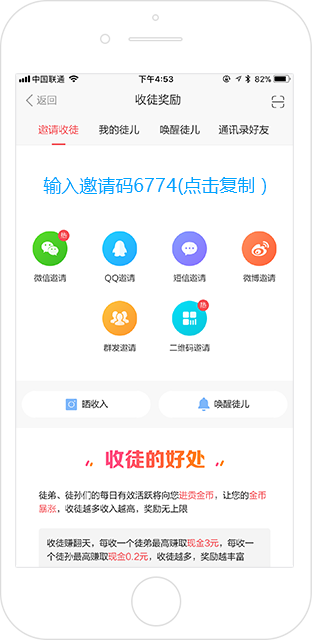 中国联通 下午4:53 82%
返回 收徒奖励
邀请收徒 我的徒儿 唤醒徒儿 通讯录好友
输入邀请码6774(点击复制）
热 热
微信邀请 QQ邀请 短信邀请 微博邀请
群发邀请 二维码邀请
晒收入 唤醒徒儿
收徒的好处
徒弟、徒孙们的每日有效活跃将向您进贡金币，让您的金币
暴涨，收徒越多收入越高，奖励无上限
收徒赚翻天，每收一个徒弟最高赚取现金3元，每收一
个徒孙最高赚取现金0.2元，收徒越多，奖励越丰富